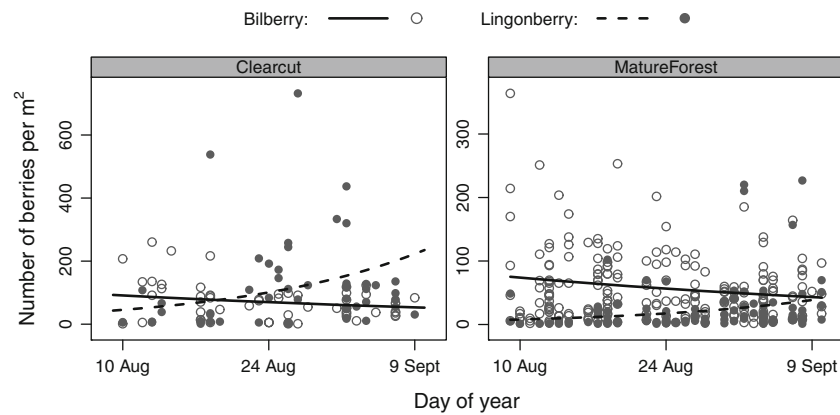 Bilberry: Lingonberry:
Clearcut MatureForest
Number of berries per m²
600
400
200
0
300
200
100
0
10 Aug 24 Aug 9 Sept 10 Aug 24 Aug 9 Sept
Day of year